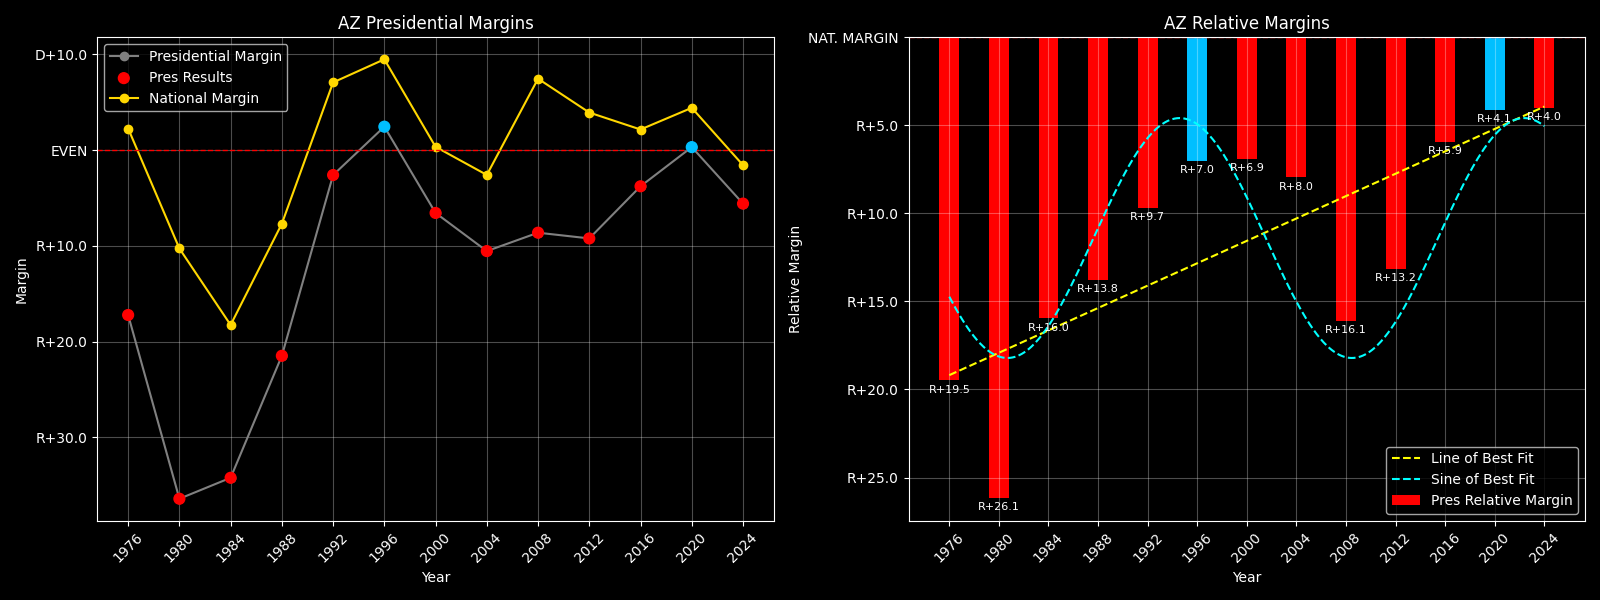 AZ Presidential Margins
D+10.0
EVEN
R+10.0
R+20.0
R+30.0
Margin
Presidential Margin
Pres Results
National Margin
1976
1980
1984
1988
1992
1996
2000
2004
2008
2012
2016
2020
2024
Year
AZ Relative Margins
NAT. MARGIN
R+5.0
R+10.0
R+15.0
R+20.0
R+25.0
Relative Margin
R+19.5
R+26.1
R+16.0
R+13.8
R+9.7
R+7.0
R+6.9
R+8.0
R+16.1
R+13.2
R+5.9
R+4.1
R+4.0
Line of Best Fit
Sine of Best Fit
Pres Relative Margin
1976
1980
1984
1988
1992
1996
2000
2004
2008
2012
2016
2020
2024
Year